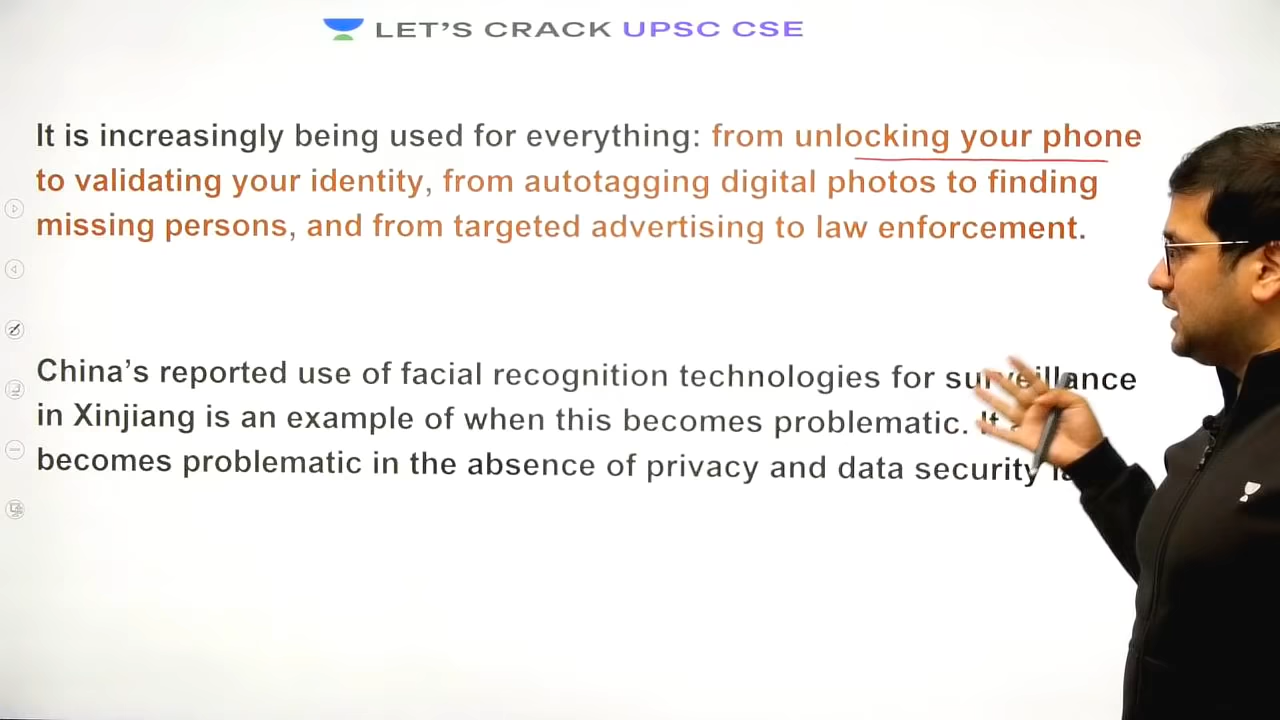 LET'S CRACK UPSC CSE
It is increasingly being used for everything: from unlocking your phone
to validating your identity, from autotagging digital photos to finding
missing persons, and from targeted advertising to law enforcement.
China's reported use of facial recognition technologies for surveillance
in Xinjiang is an example of when this becomes problematic. It
becomes problematic in the absence of privacy and data security